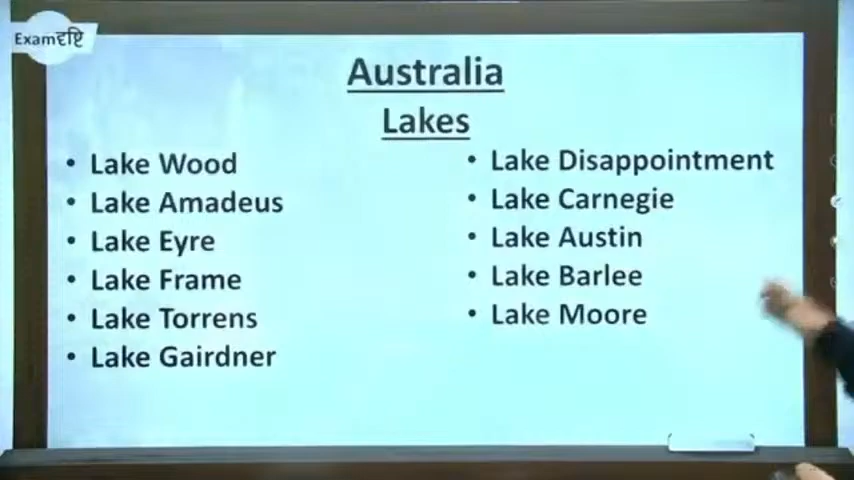 Examदृष्टि
Australia
Lakes
• Lake Wood
• Lake Amadeus
• Lake Eyre
• Lake Frame
• Lake Torrens
• Lake Gairdner
• Lake Disappointment
• Lake Carnegie
• Lake Austin
• Lake Barlee
• Lake Moore